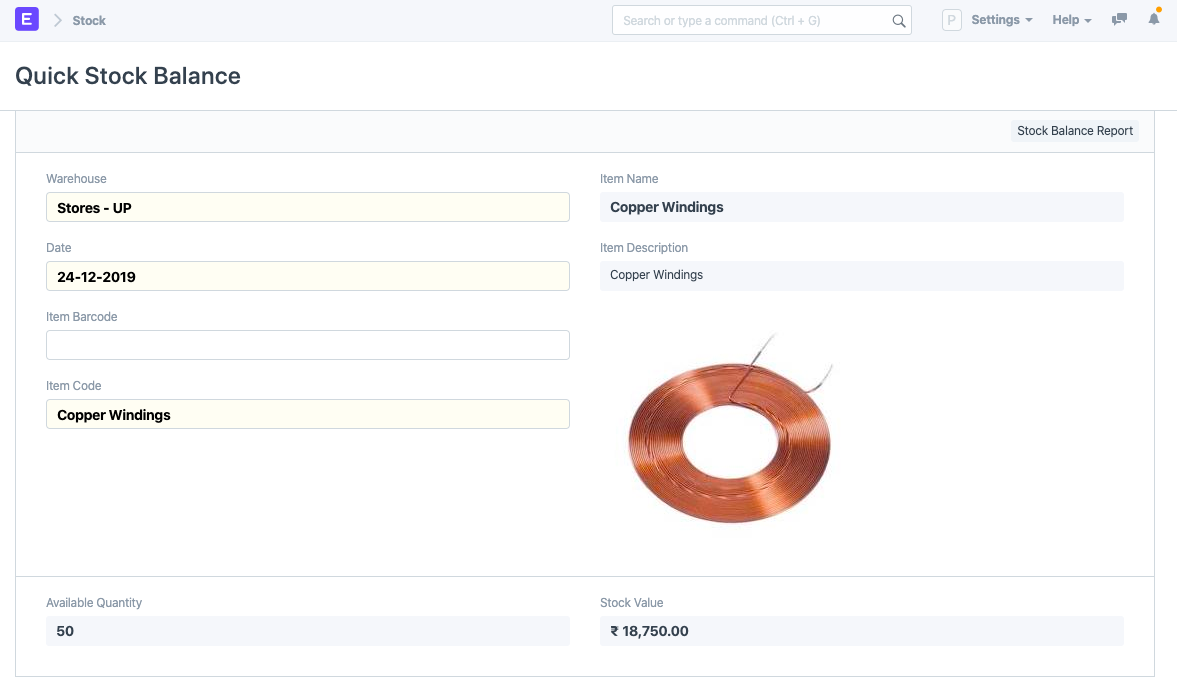 E
Stock
Search or type a command (Ctrl + G)
P
Settings
Help
Quick Stock Balance
Stock Balance Report
Warehouse
Stores - UP
Date
24-12-2019
Item Barcode
Item Code
Copper Windings
Item Name
Copper Windings
Item Description
Copper Windings
Available Quantity
50
Stock Value
₹ 18,750.00